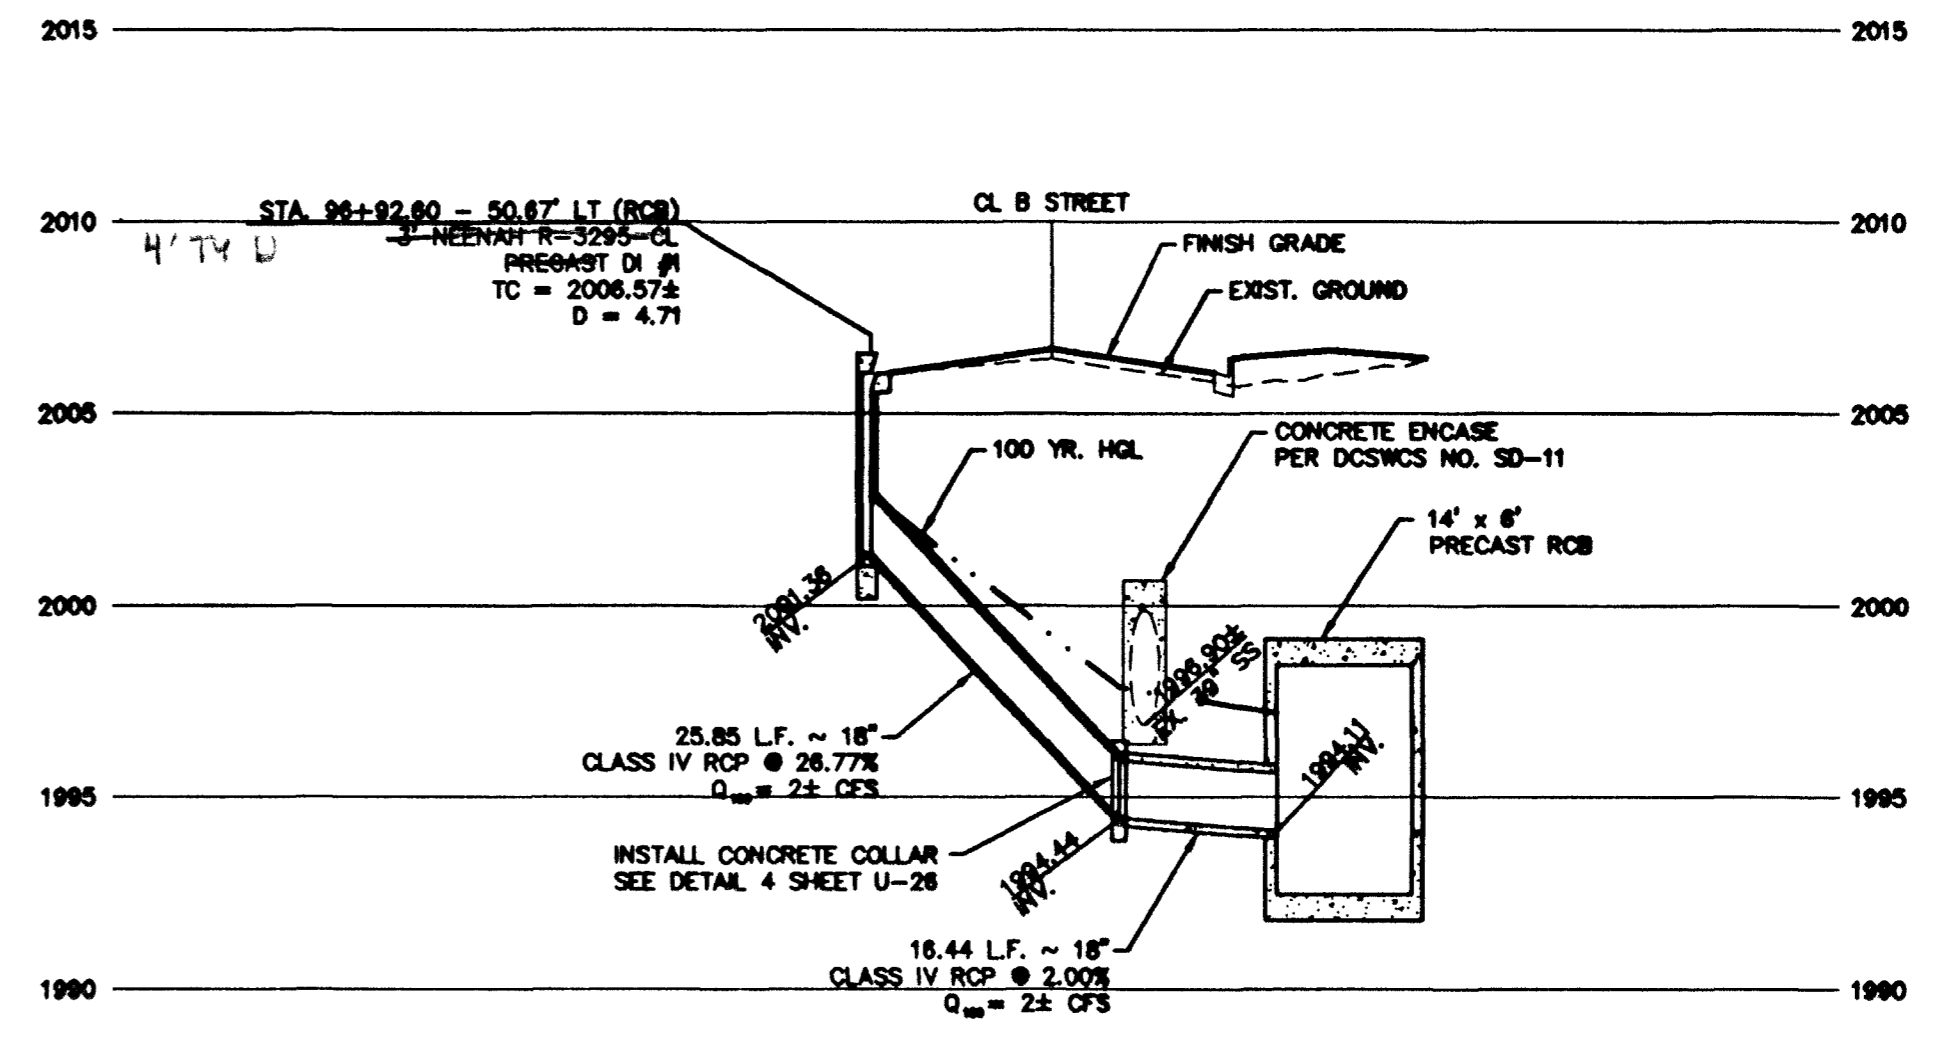 2015
2015
STA. 96+92.60 - 50.67' LT (RCB)
3' NEENAH R-3295-CL
PRECAST DI #1
TC = 2006.57±
D = 4.71
4' TY D
CL B STREET
2010
2010
FINISH GRADE
EXIST. GROUND
2005
2005
100 YR. HGL
CONCRETE ENCASE
PER DCSWCS NO. SD-11
14' x 6'
PRECAST RCB
2001.36
INV.
2000
2000
1996.90±
EX. SS
25.85 L.F. ~ 18"
CLASS IV RCP @ 26.77%
Q₁₀₀= 2± CFS
1994.11
INV.
1995
1995
INSTALL CONCRETE COLLAR
SEE DETAIL 4 SHEET U-26
1994.44
INV.
16.44 L.F. ~ 18"
CLASS IV RCP @ 2.00%
Q₁₀₀= 2± CFS
1990
1990